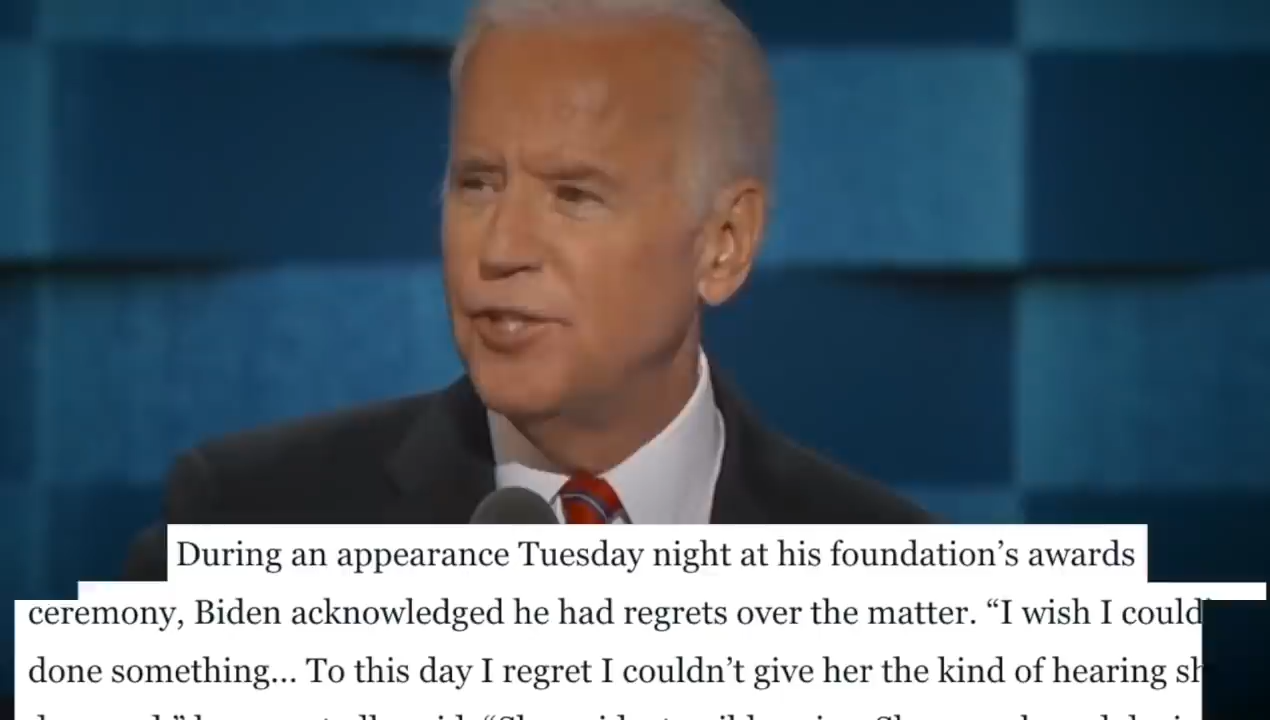 During an appearance Tuesday night at his foundation’s awards
ceremony, Biden acknowledged he had regrets over the matter. “I wish I could
done something... To this day I regret I couldn’t give her the kind of hearing